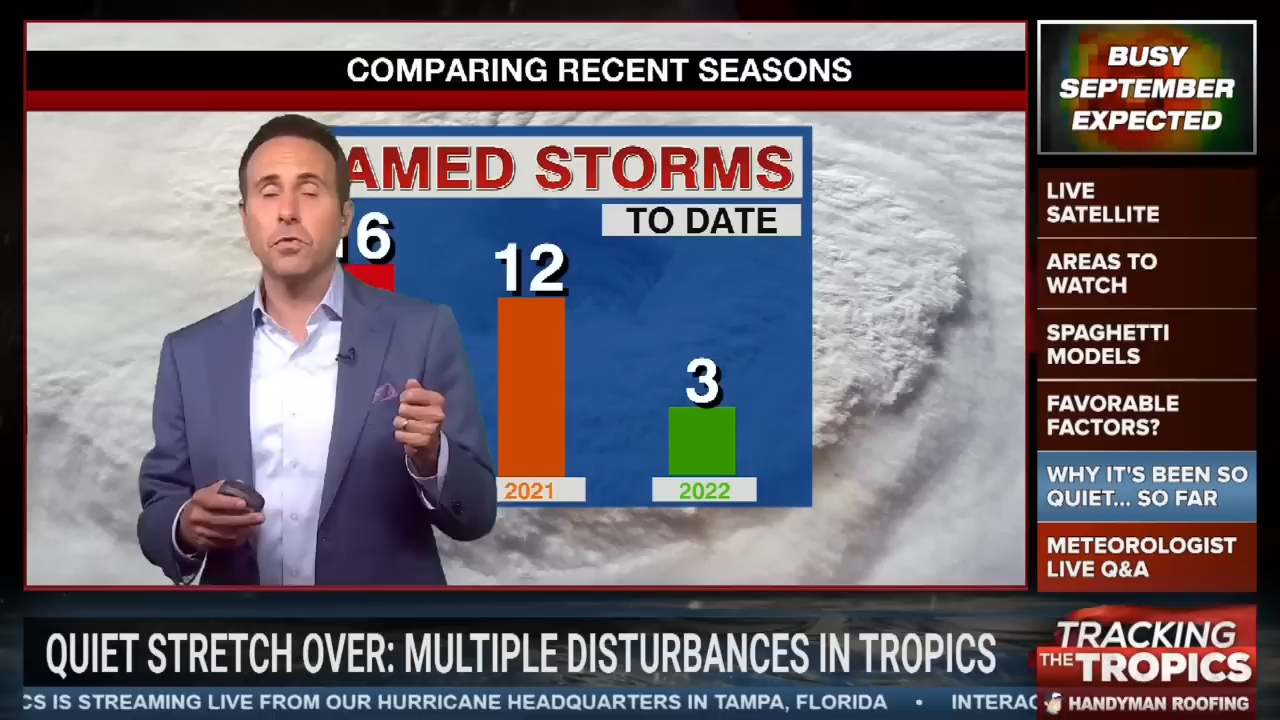 COMPARING RECENT SEASONS
AMED STORMS
TO DATE
6
12
3
2021
2022
BUSY
SEPTEMBER
EXPECTED
LIVE
SATELLITE
AREAS TO
WATCH
SPAGHETTI
MODELS
FAVORABLE
FACTORS?
WHY IT'S BEEN SO
QUIET... SO FAR
METEOROLOGIST
LIVE Q&A
QUIET STRETCH OVER: MULTIPLE DISTURBANCES IN TROPICS
TRACKING
THE TROPICS
CS IS STREAMING LIVE FROM OUR HURRICANE HEADQUARTERS IN TAMPA, FLORIDA • INTERAC
HANDYMAN ROOFING